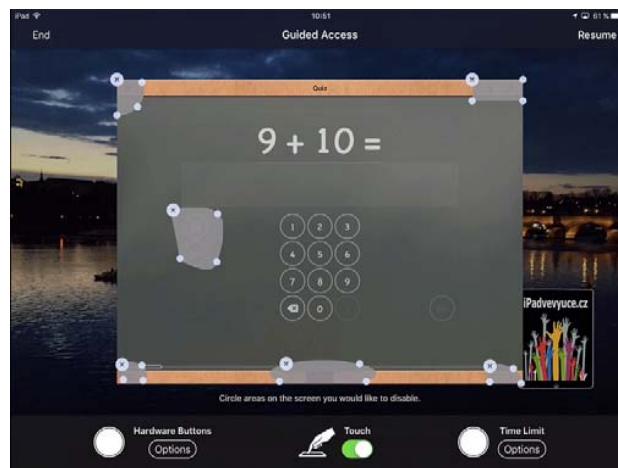 iPad 10:51 61 %
End Guided Access Resume
Quiz
9 + 10 =
1 2 3
4 5 6
7 8 9
0
iPadvevyuce.cz
Circle areas on the screen you would like to disable.
Hardware Buttons Touch Time Limit
Options Options